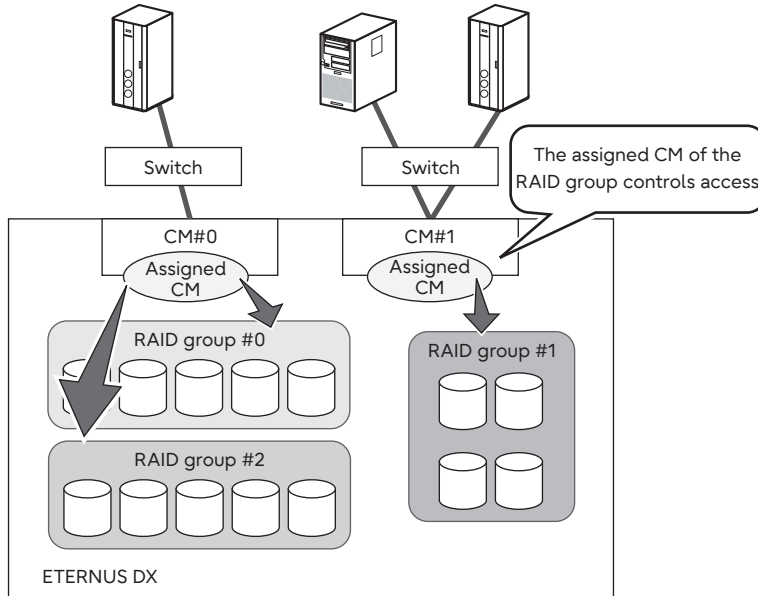 Switch
Switch
The assigned CM of the
RAID group controls access
CM#0
CM#1
Assigned
CM
Assigned
CM
RAID group #0
RAID group #1
RAID group #2
ETERNUS DX